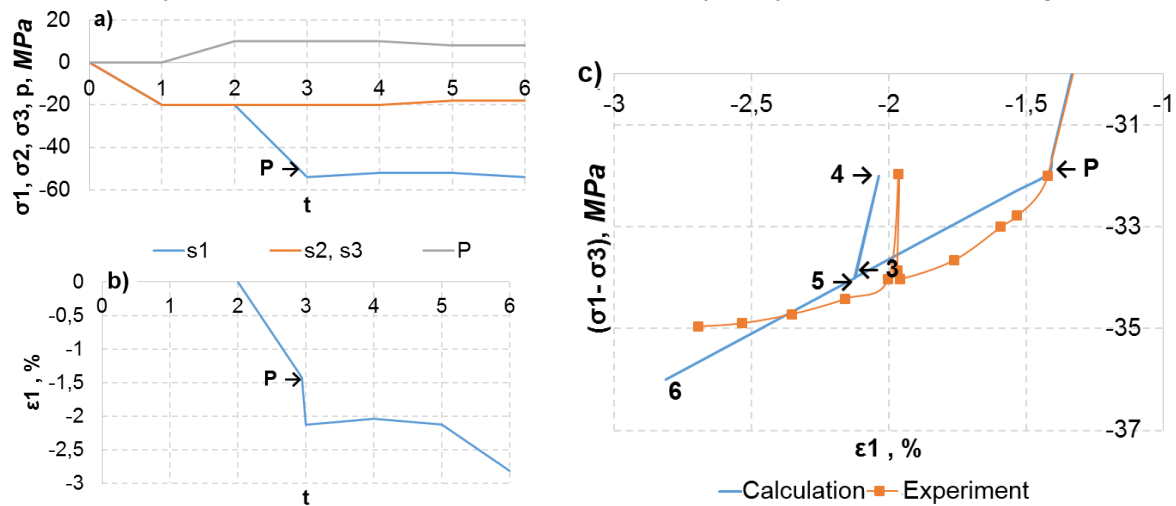 a)
σ1, σ2, σ3, p, MPa
20
0
-20
-40
-60
0 1 2 3 4 5 6
P
t
s1 s2, s3 P
b)
ε1 , %
0
-0,5
-1
-1,5
-2
-2,5
-3
0 1 2 3 4 5 6
P
t
c)
-3 -2,5 -2 -1,5 -1
(σ1- σ3), MPa
-31
-33
-35
-37
P
4
3
5
6
ε1 , %
Calculation Experiment